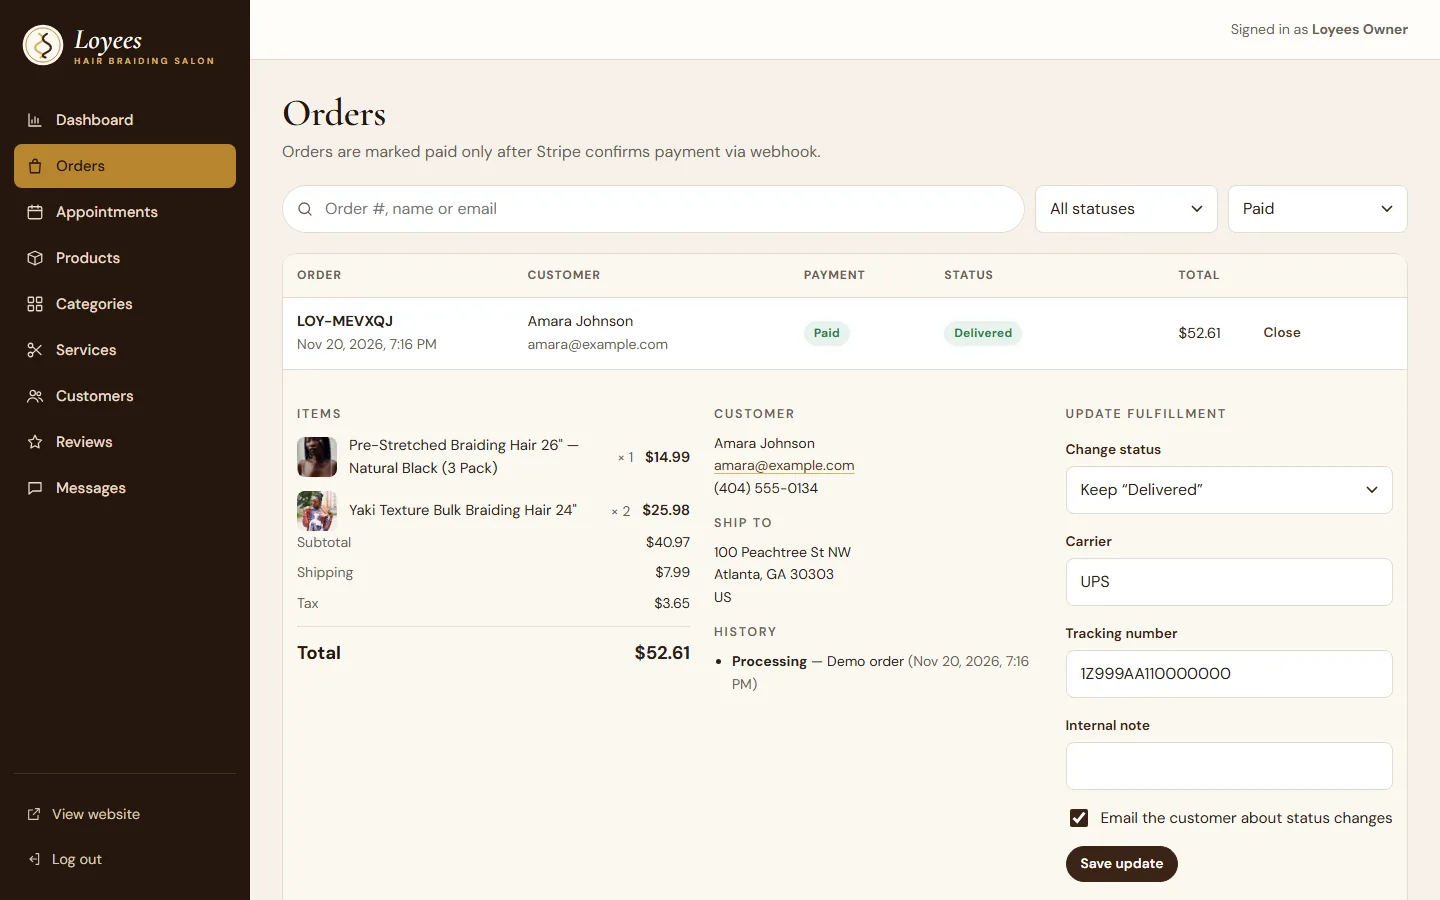 Loyees
HAIR BRAIDING SALON
Dashboard
Orders
Appointments
Products
Categories
Services
Customers
Reviews
Messages
View website
Log out
Signed in as Loyees Owner
Orders
Orders are marked paid only after Stripe confirms payment via webhook.
Order #, name or email
All statuses
Paid
ORDER CUSTOMER PAYMENT STATUS TOTAL
LOY-MEVXQJ
Nov 20, 2026, 7:16 PM
Amara Johnson
amara@example.com
Paid
Delivered
$52.61
Close
ITEMS
Pre-Stretched Braiding Hair 26" —
Natural Black (3 Pack)
× 1 $14.99
Yaki Texture Bulk Braiding Hair 24" × 2 $25.98
Subtotal $40.97
Shipping $7.99
Tax $3.65
Total $52.61
CUSTOMER
Amara Johnson
amara@example.com
(404) 555-0134
SHIP TO
100 Peachtree St NW
Atlanta, GA 30303
US
HISTORY
• Processing — Demo order (Nov 20, 2026, 7:16
PM)
UPDATE FULFILLMENT
Change status
Keep “Delivered”
Carrier
UPS
Tracking number
1Z999AA110000000
Internal note
Email the customer about status changes
Save update